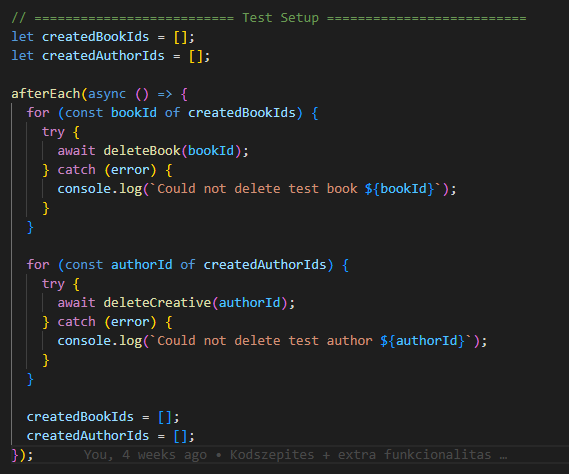 // ========================== Test Setup ==========================
let createdBookIds = [];
let createdAuthorIds = [];

afterEach(async () => {
  for (const bookId of createdBookIds) {
    try {
      await deleteBook(bookId);
    } catch (error) {
      console.log(`Could not delete test book ${bookId}`);
    }
  }

  for (const authorId of createdAuthorIds) {
    try {
      await deleteCreative(authorId);
    } catch (error) {
      console.log(`Could not delete test author ${authorId}`);
    }
  }

  createdBookIds = [];
  createdAuthorIds = [];
});      You, 4 weeks ago • Kodszepites + extra funkcionalitas …